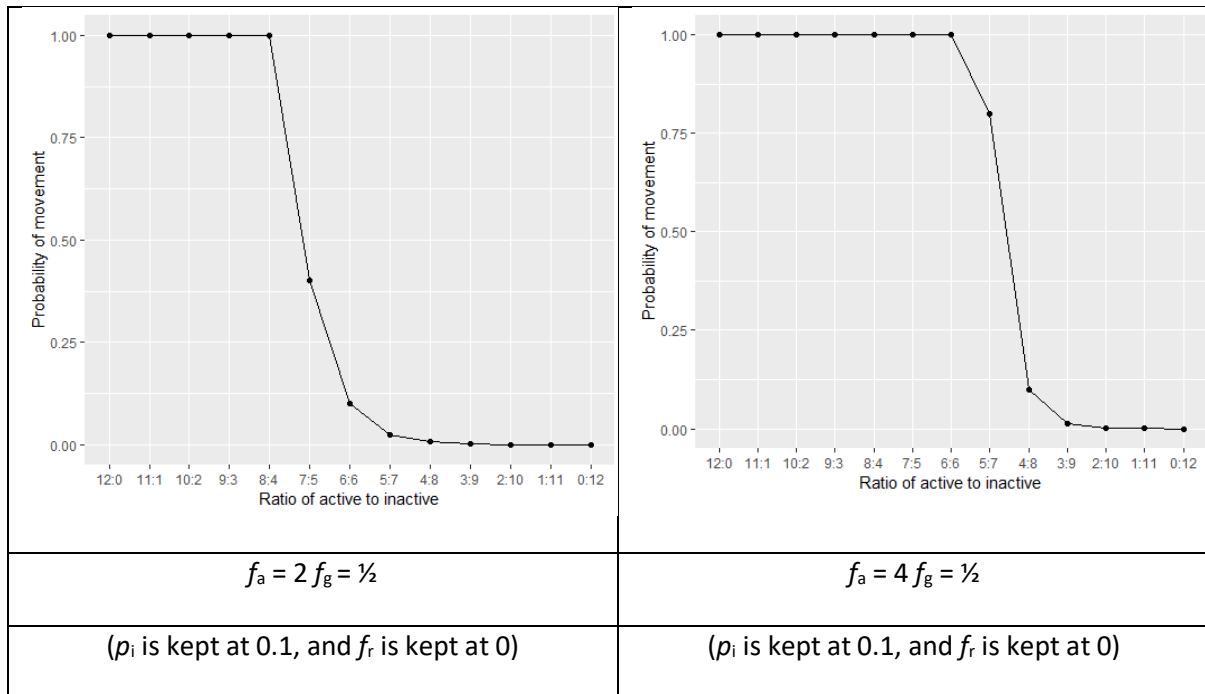 1.00
0.75
0.50
0.25
0.00
Probability of movement
12:0 11:1 10:2 9:3 8:4 7:5 6:6 5:7 4:8 3:9 2:10 1:11 0:12
Ratio of active to inactive
1.00
0.75
0.50
0.25
0.00
Probability of movement
12:0 11:1 10:2 9:3 8:4 7:5 6:6 5:7 4:8 3:9 2:10 1:11 0:12
Ratio of active to inactive
fa = 2 fg = ½
fa = 4 fg = ½
(pi is kept at 0.1, and fr is kept at 0)
(pi is kept at 0.1, and fr is kept at 0)